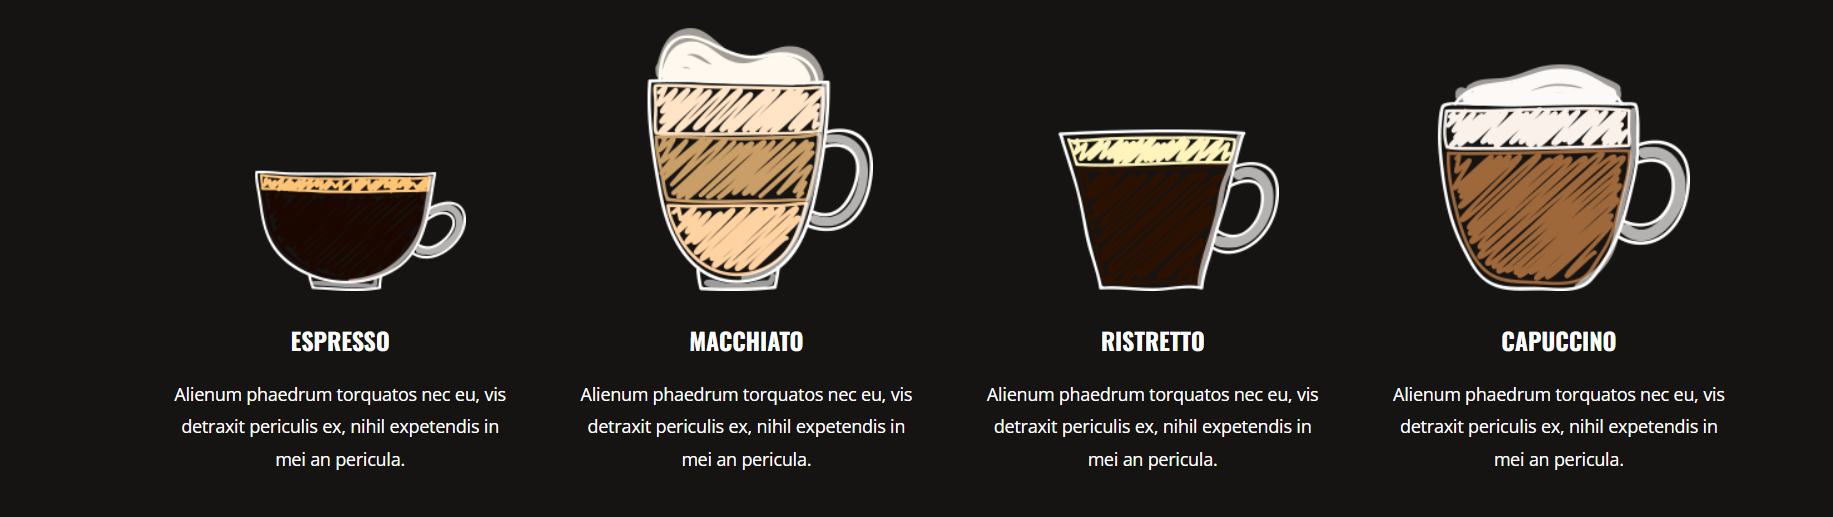 ESPRESSO
Alienum phaedrum torquatos nec eu, vis
detraxit periculis ex, nihil expetendis in
mei an pericula.
MACCHIATO
Alienum phaedrum torquatos nec eu, vis
detraxit periculis ex, nihil expetendis in
mei an pericula.
RISTRETTO
Alienum phaedrum torquatos nec eu, vis
detraxit periculis ex, nihil expetendis in
mei an pericula.
CAPUCCINO
Alienum phaedrum torquatos nec eu, vis
detraxit periculis ex, nihil expetendis in
mei an pericula.